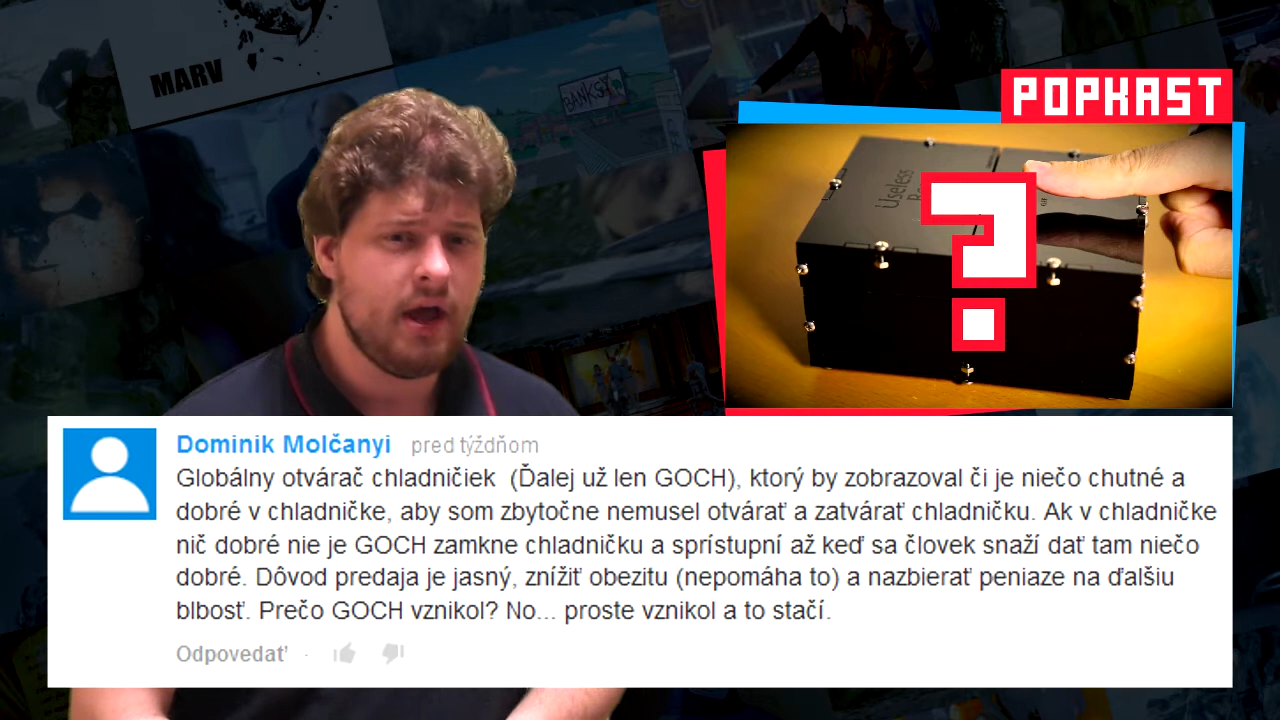 MARV
BANKSY
POPKAST
Useless
?
Dominik Molčanyi pred týždňom
Globálny otvárač chladničiek (Ďalej už len GOCH), ktorý by zobrazoval či je niečo chutné a
dobré v chladničke, aby som zbytočne nemusel otvárať a zatvárať chladničku. Ak v chladničke
nič dobré nie je GOCH zamkne chladničku a sprístupní až keď sa človek snaží dať tam niečo
dobré. Dôvod predaja je jasný, znížiť obezitu (nepomáha to) a nazbierať peniaze na ďalšiu
blbosť. Prečo GOCH vznikol? No... proste vznikol a to stačí.
Odpovedať ·